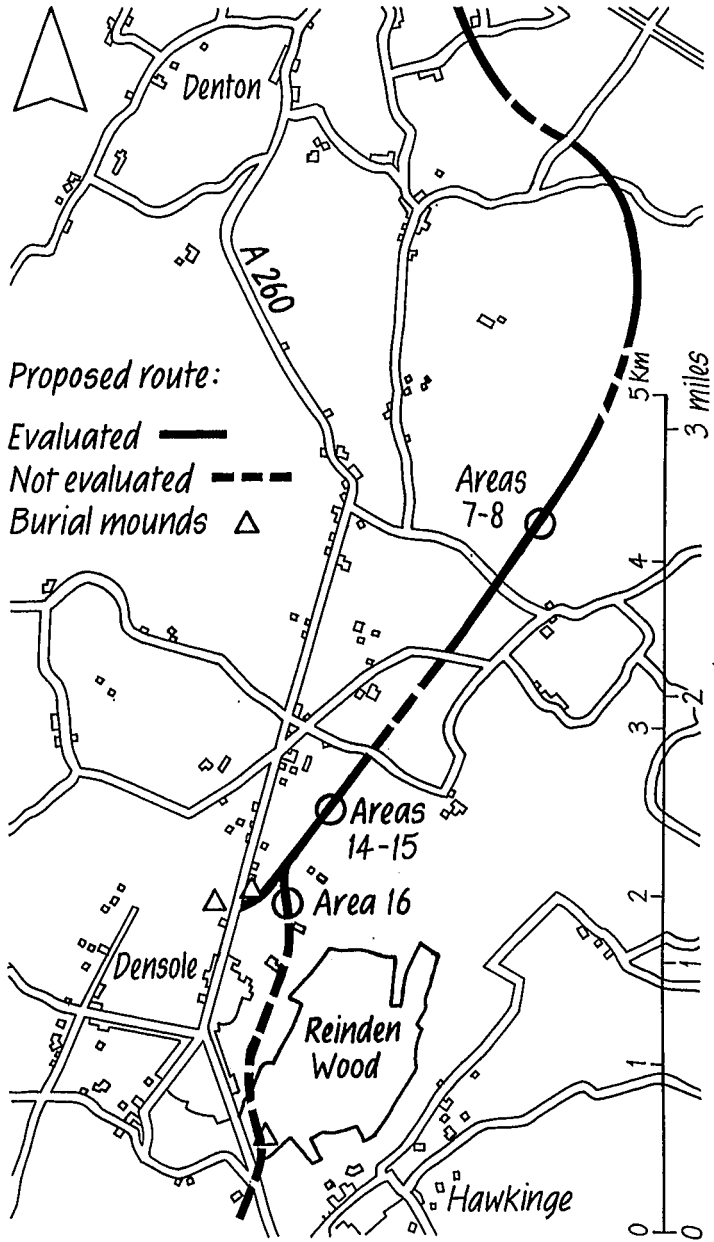 Denton
A 260
Proposed route:
Evaluated
Not evaluated
Burial mounds
5 km
3 miles
Areas
7-8
4
3
2
Areas
14-15
2
Area 16
Densole
1
Reinden
Wood
1
Hawkinge
0
0